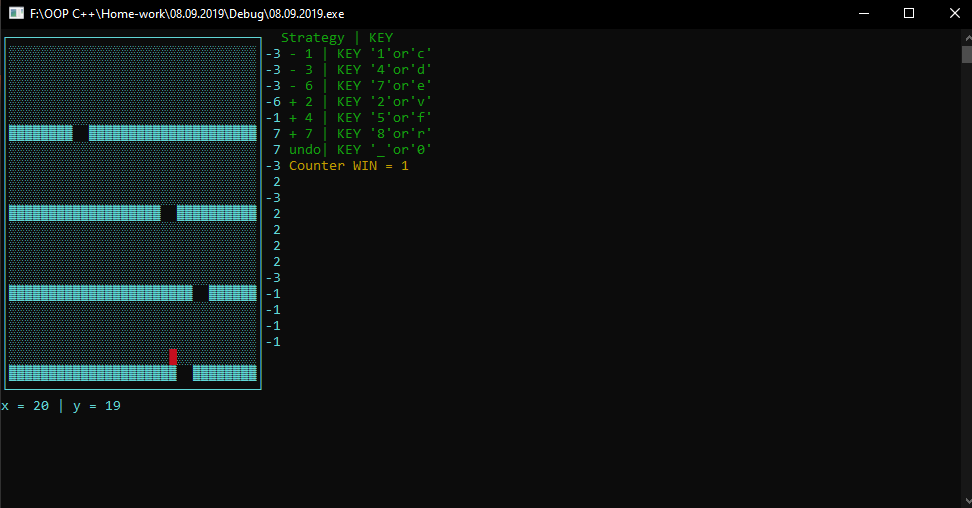 F:\OOP C++\Home-work\08.09.2019\Debug\08.09.2019.exe
Strategy | KEY
-3 - 1 | KEY '1'or'c'
-3 - 3 | KEY '4'or'd'
-3 - 6 | KEY '7'or'e'
-6 + 2 | KEY '2'or'v'
-1 + 4 | KEY '5'or'f'
7 + 7 | KEY '8'or'r'
7 undo| KEY '_'or'0'
-3 Counter WIN = 1
2
-3
2
2
2
2
-3
-1
-1
-1
-1
x = 20 | y = 19